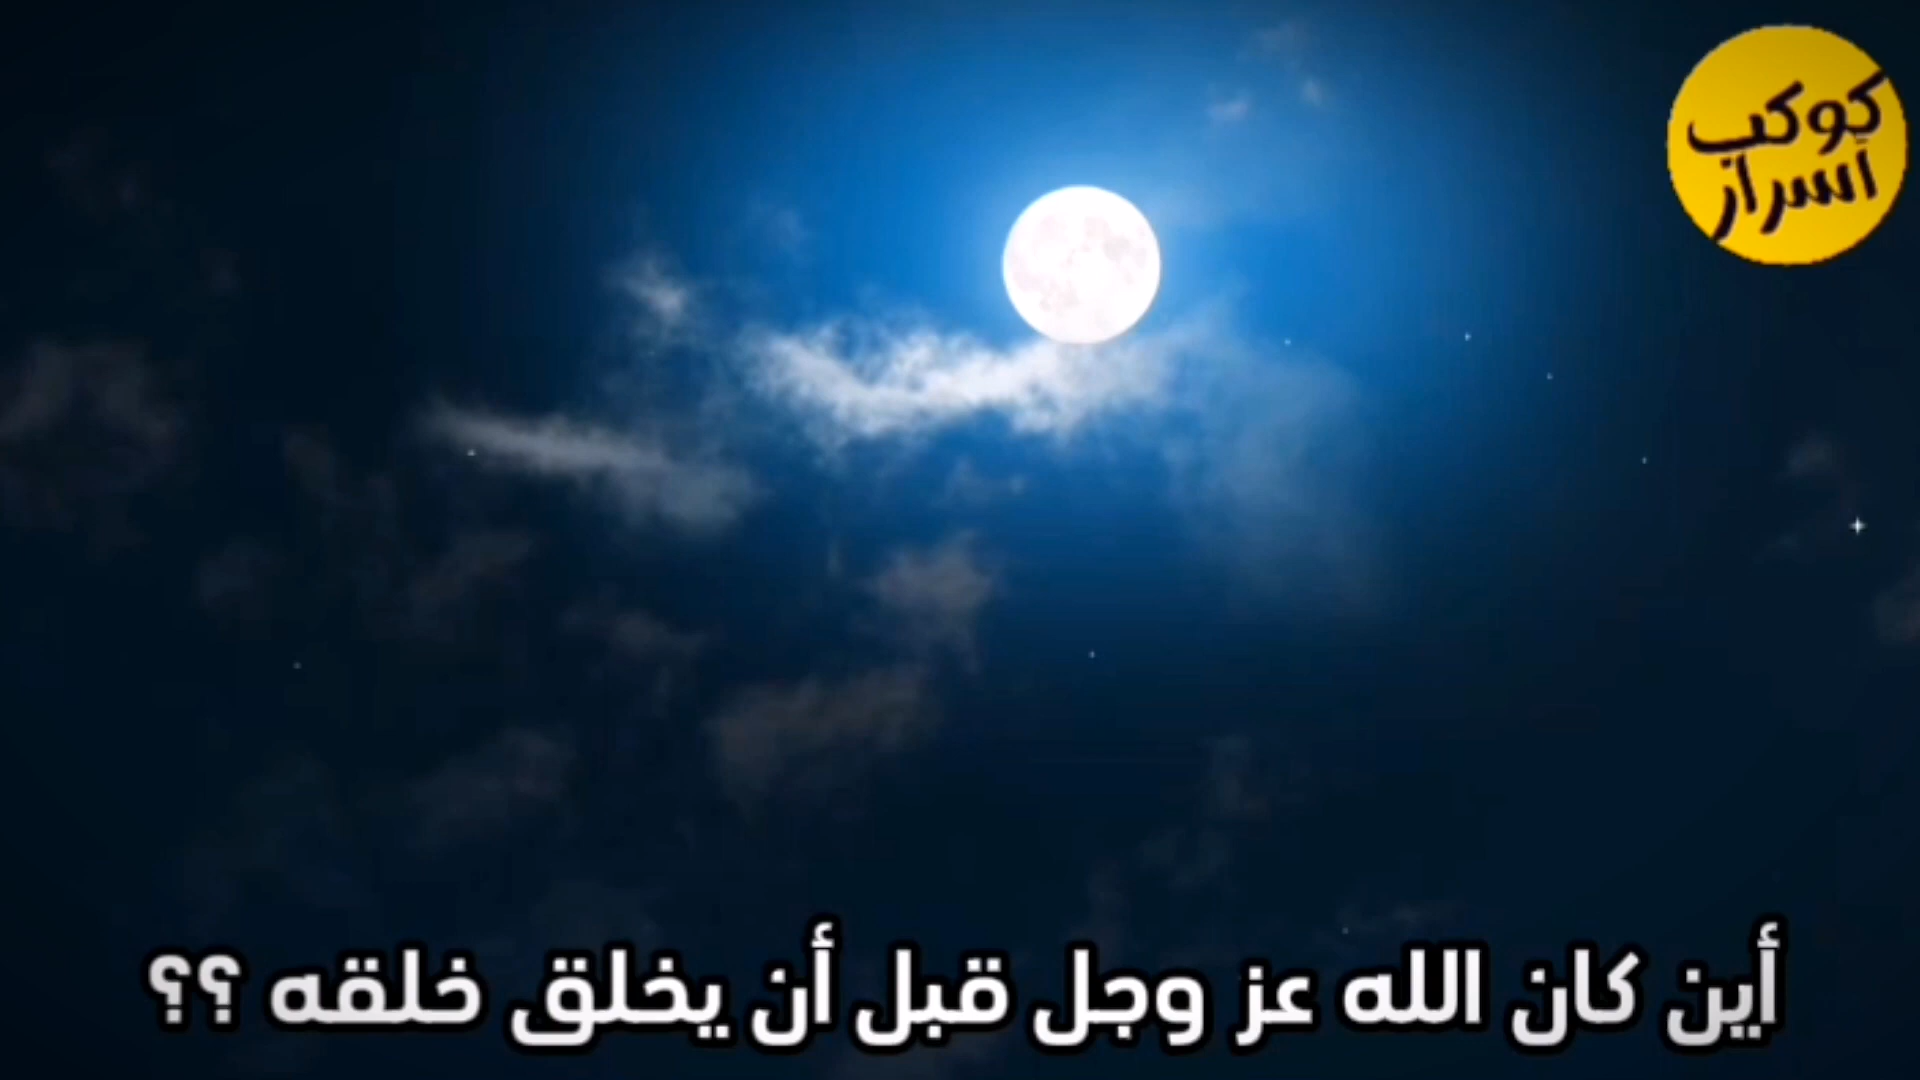 كوكب
أسرار
أين كان الله عز وجل قبل أن يخلق خلقه ؟؟